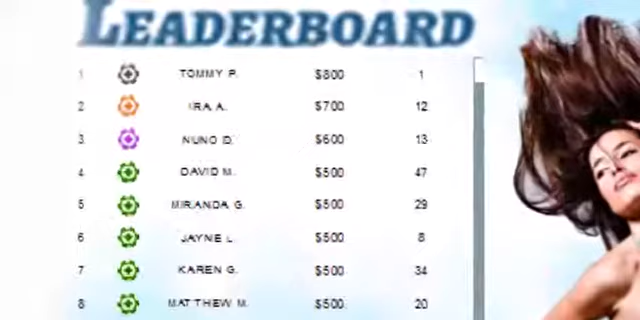 LEADERBOARD
1 TOMMY P. $800 1
2 IRA A. $700 12
3 NUNO D. $600 13
4 DAVID M. $500 47
5 MIRANDA G. $500 29
6 JAYNE L. $500 8
7 KAREN G. $500 34
8 MATTHEW M. $500 20